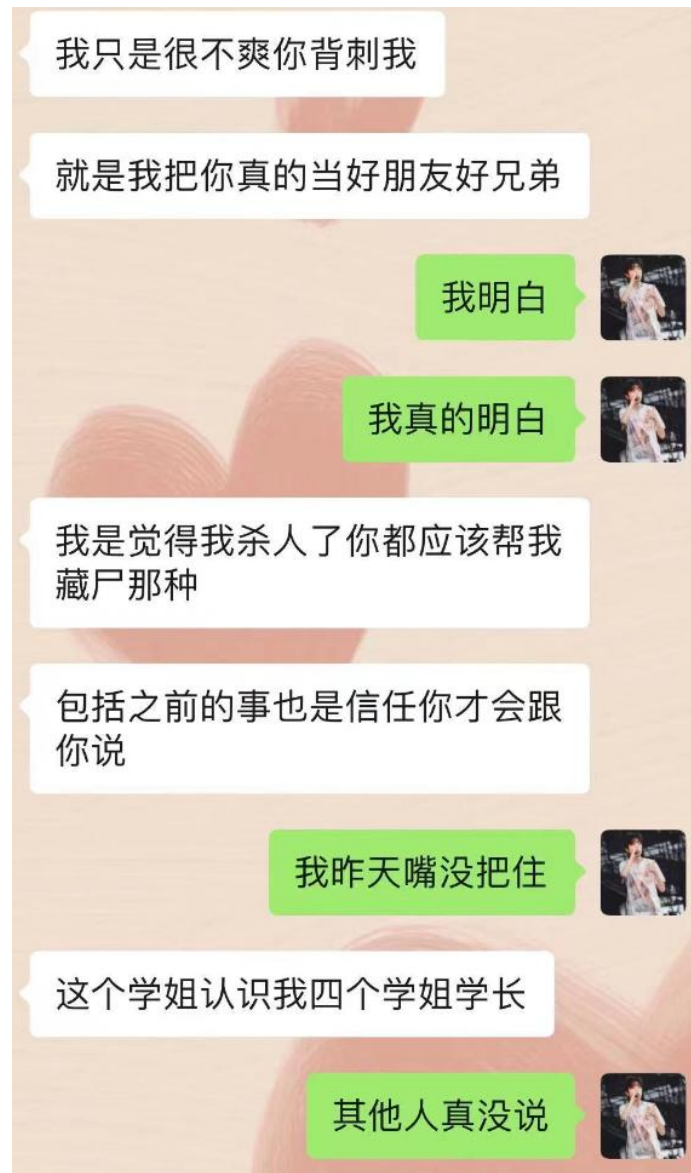 我只是很不爽你背刺我
就是我把你真的当好朋友好兄弟
我明白
我真的明白
我是觉得我杀人了你都应该帮我
藏尸那种
包括之前的事也是信任你才会跟
你说
我昨天嘴没把住
这个学姐认识我四个学姐学长
其他人真没说